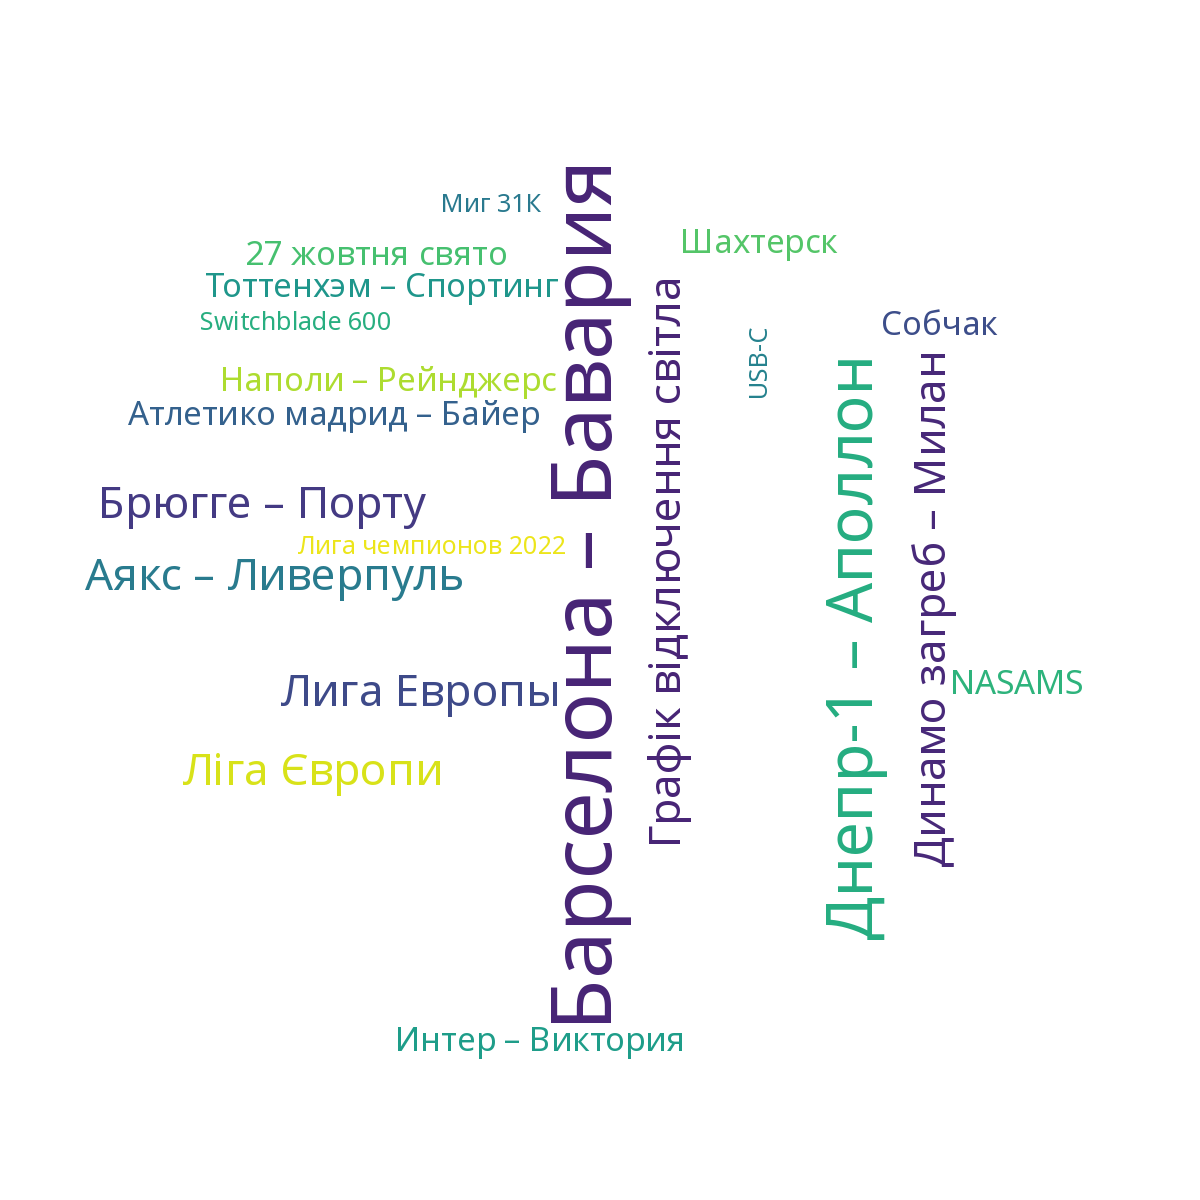 Миг 31К
27 жовтня свято
Тоттенхэм – Спортинг
Switchblade 600
Наполи – Рейнджерс
Атлетико мадрид – Байер
Брюгге – Порту
Лига чемпионов 2022
Аякс – Ливерпуль
Лига Европы
Ліга Європи
Барселона – Бавария
Графік відключення світла
Шахтерск
USB-C
Собчак
Днепр-1 – Аполлон
Динамо загреб – Милан
NASAMS
Интер – Виктория